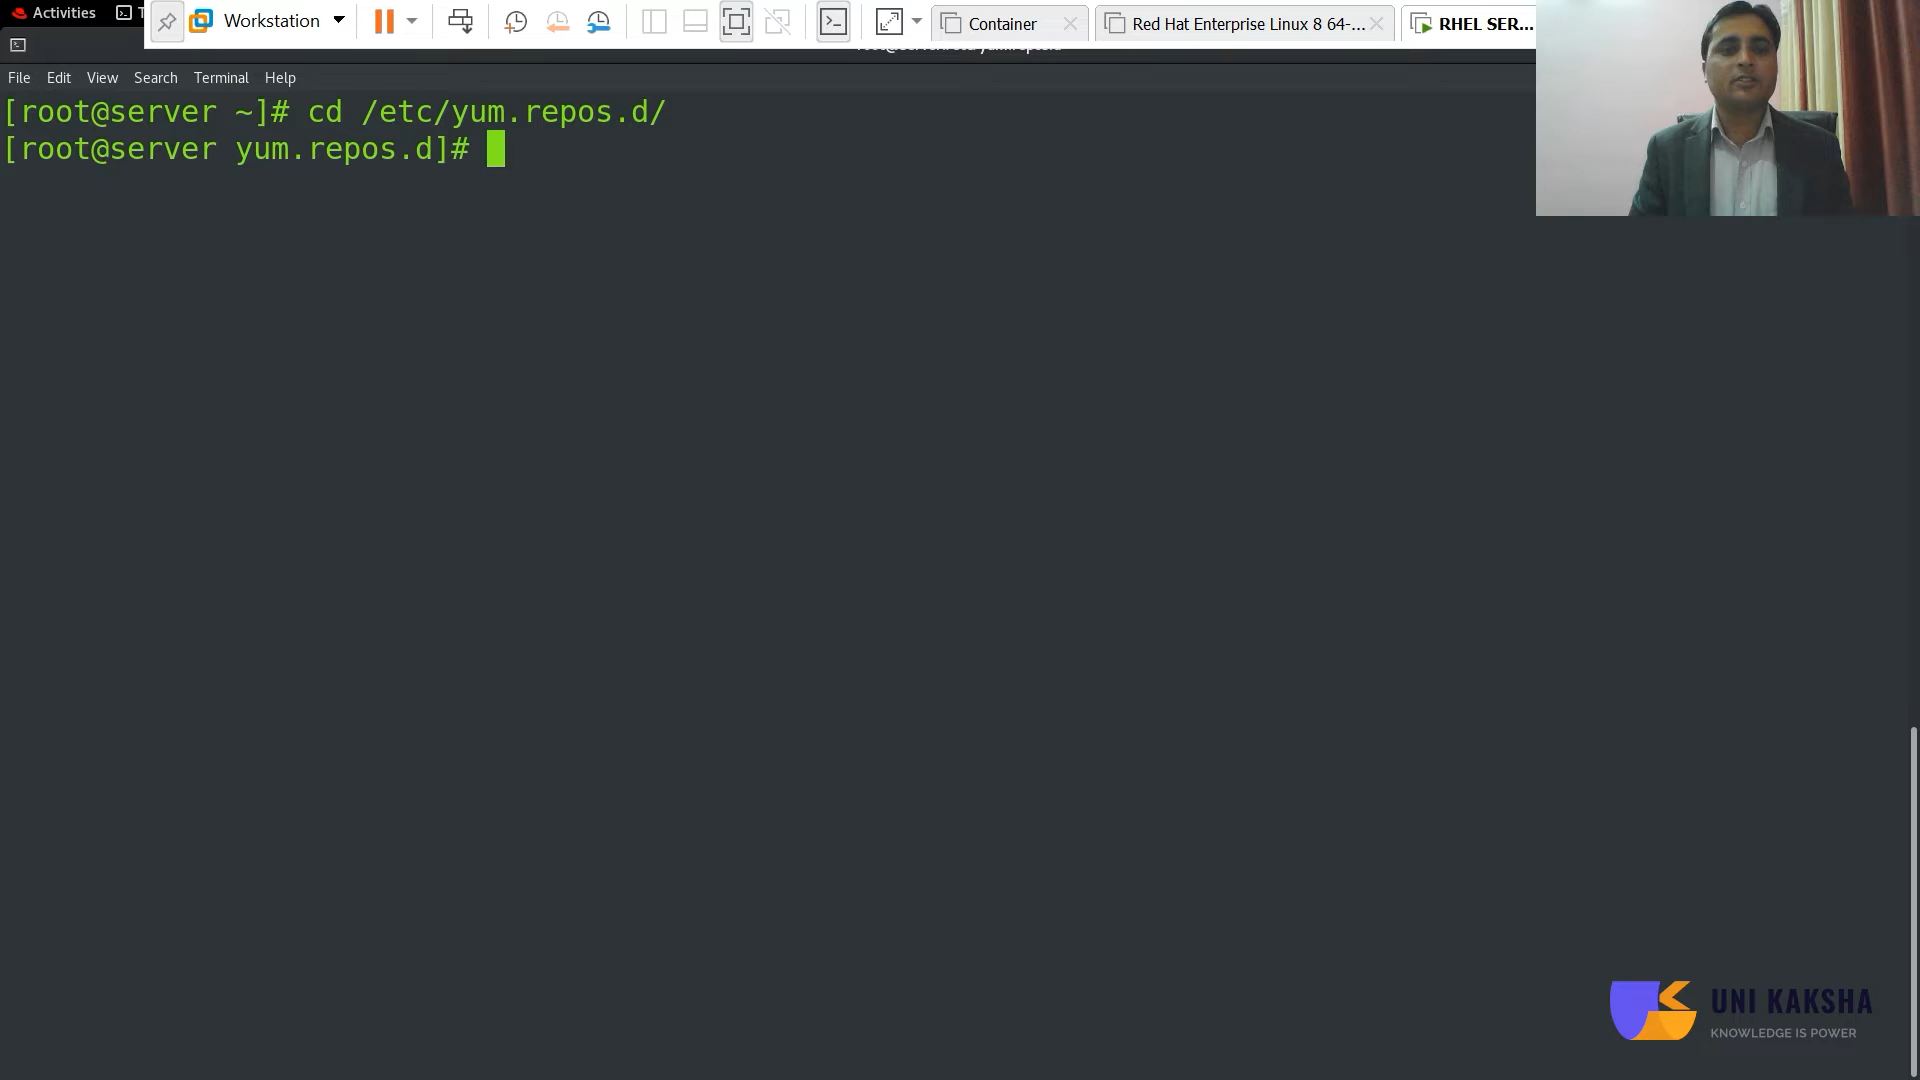 Activities
Workstation
Container
Red Hat Enterprise Linux 8 64-...
RHEL SER...
File Edit View Search Terminal Help
[root@server ~]# cd /etc/yum.repos.d/
[root@server yum.repos.d]#
UNI KAKSHA
KNOWLEDGE IS POWER